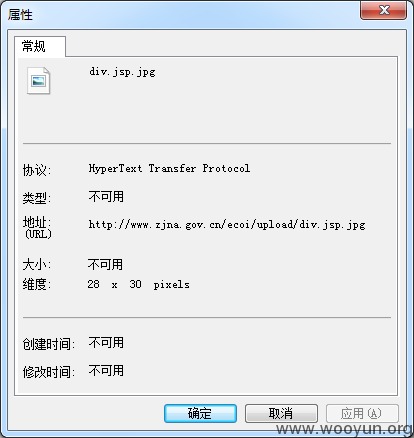 属性
常规
div.jsp.jpg
协议: HyperText Transfer Protocol
类型: 不可用
地址: http://www.zjna.gov.cn/ecoi/upload/div.jsp.jpg
(URL)
大小: 不可用
维度: 28 x 30 pixels
创建时间: 不可用
修改时间: 不可用
确定 取消 应用(A)
www.wooyun.org